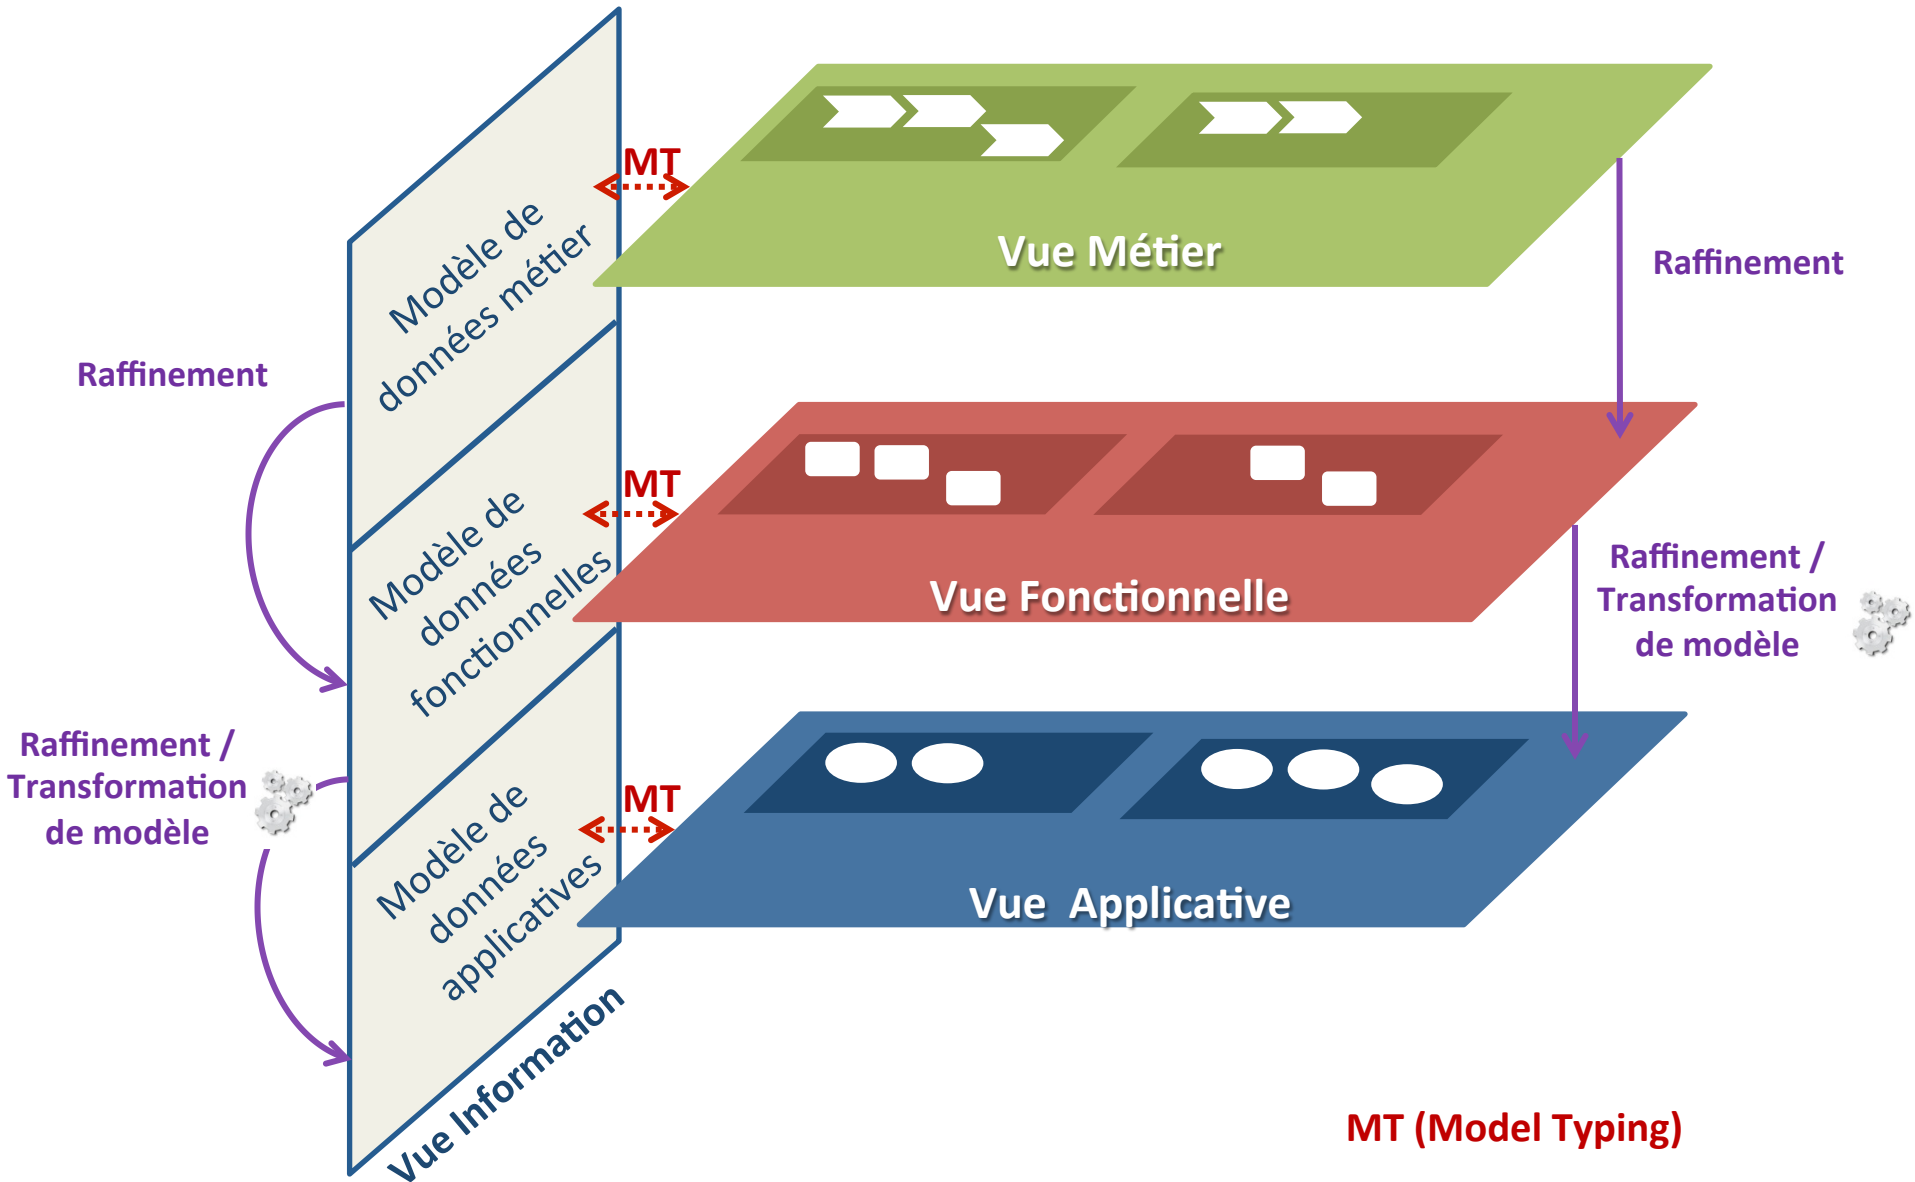 MT
Modèle de
données métier
Vue Métier
Raffinement
Raffinement
MT
Modèle de
données
fonctionnelles
Vue Fonctionnelle
Raffinement /
Transformation
de modèle
Raffinement /
Transformation
de modèle
MT
Modèle de
données
applicatives
Vue Applicative
Vue Information
MT (Model Typing)